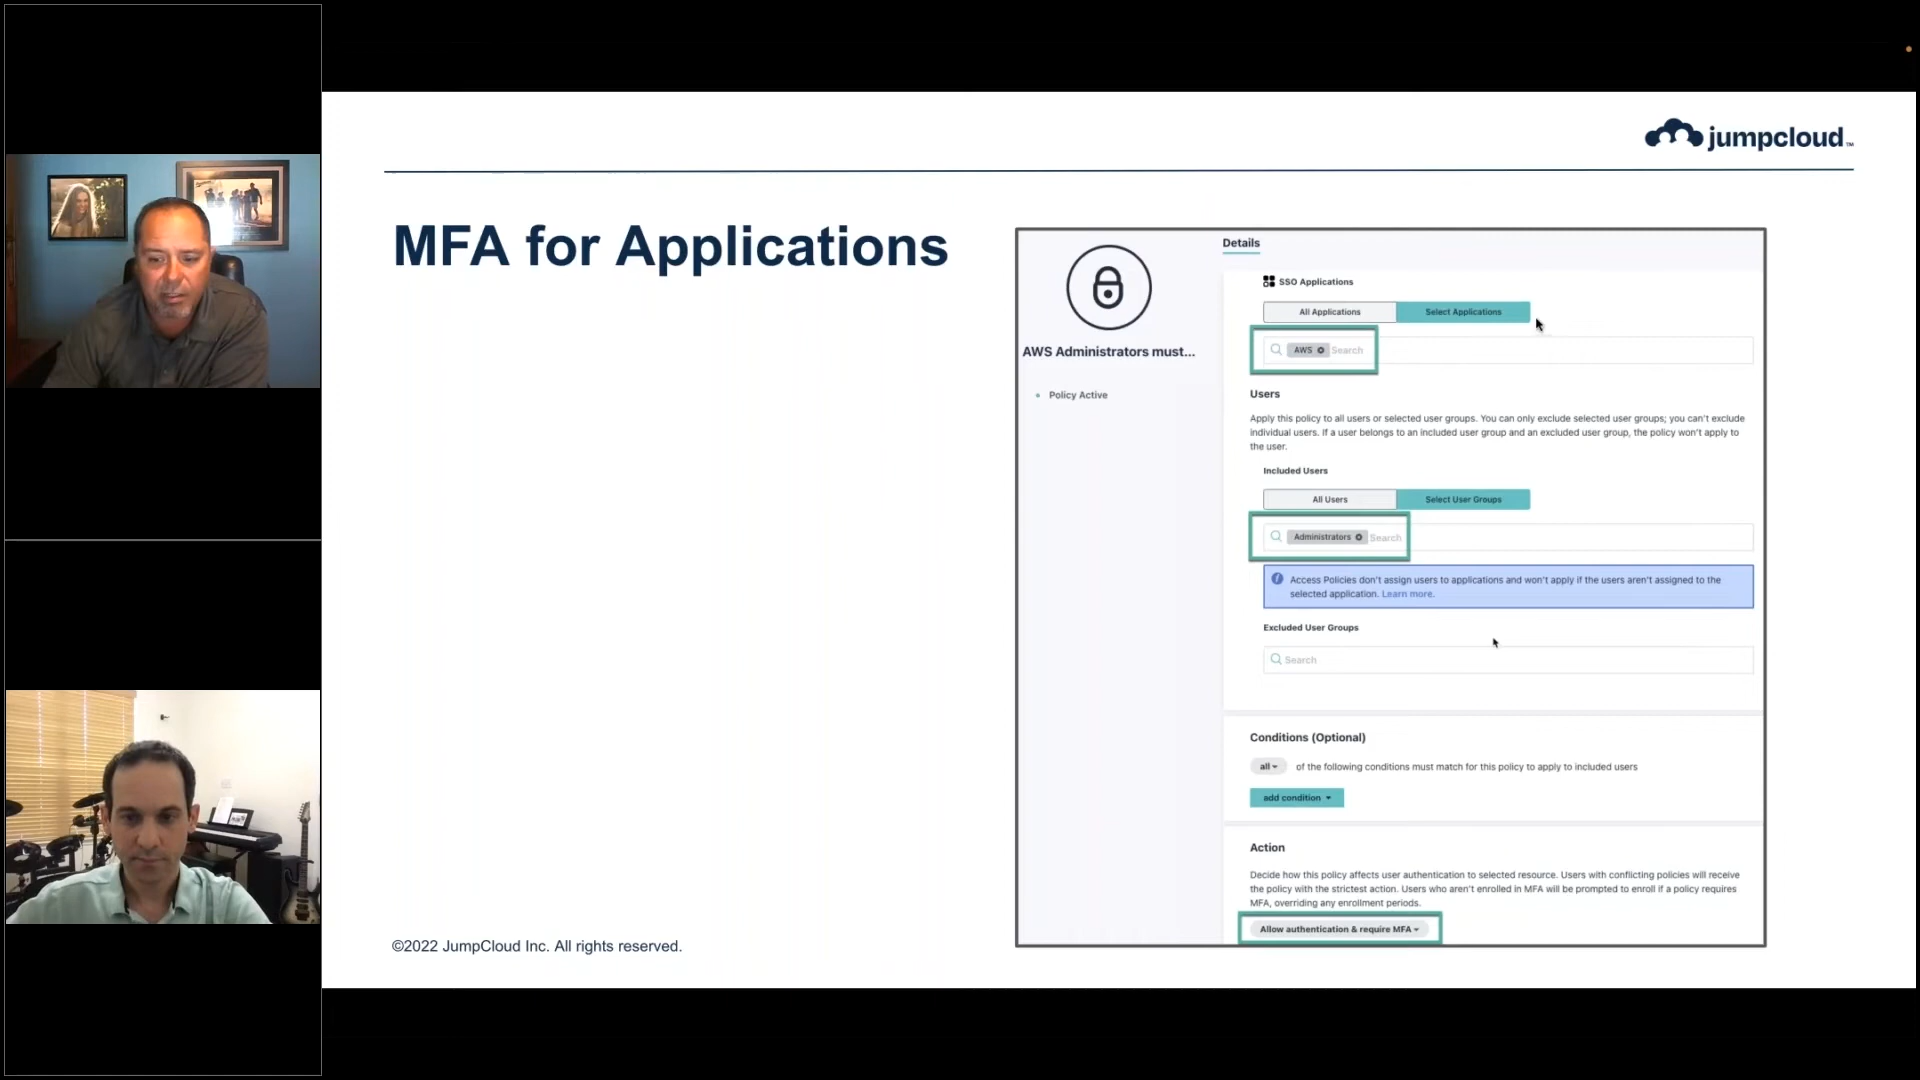 jumpcloud™
MFA for Applications
AWS Administrators must...
Policy Active
Details
SSO Applications
All Applications
Select Applications
AWS Search
Users
Apply this policy to all users or selected user groups. You can only exclude selected user groups; you can't exclude
individual users. If a user belongs to an included user group and an excluded user group, the policy won't apply to
the user.
Included Users
All Users
Select User Groups
Administrators Search
Access Policies don't assign users to applications and won't apply if the users aren't assigned to the
selected application. Learn more.
Excluded User Groups
Search
Conditions (Optional)
all of the following conditions must match for this policy to apply to included users
add condition
Action
Decide how this policy affects user authentication to selected resource. Users with conflicting policies will receive
the policy with the strictest action. Users who aren't enrolled in MFA will be prompted to enroll if a policy requires
MFA, overriding any enrollment periods.
Allow authentication & require MFA
©2022 JumpCloud Inc. All rights reserved.